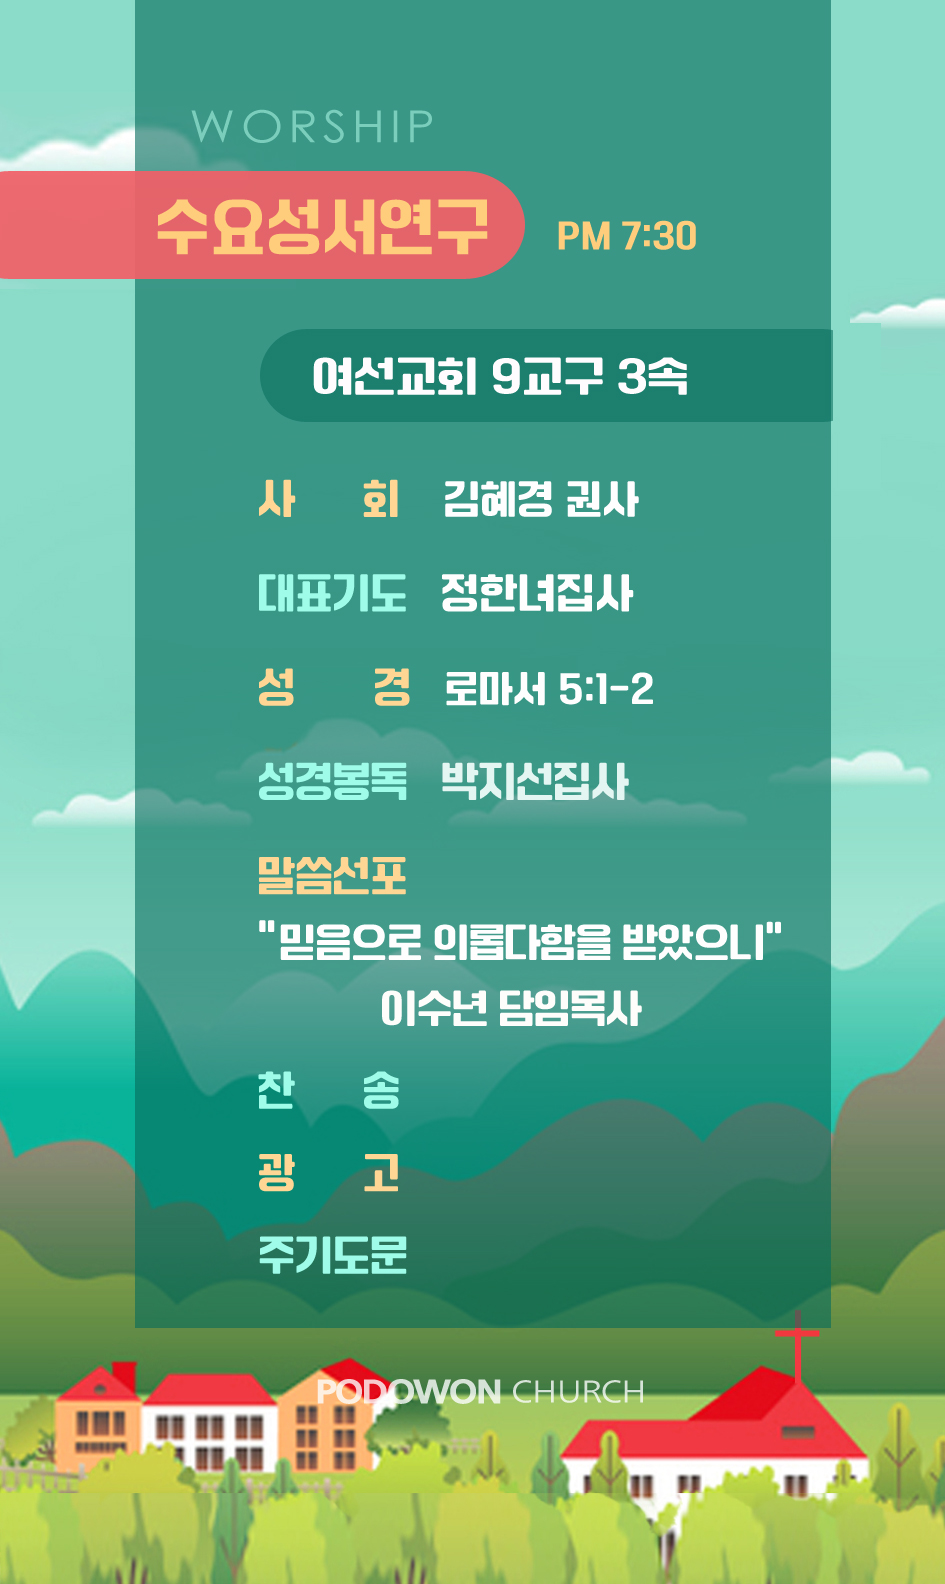 WORSHIP
수요성서연구 PM 7:30
여선교회 9교구 3속
사 회 김혜경 권사
대표기도 정한녀집사
성 경 로마서 5:1-2
성경봉독 박지선집사
말씀선포
"믿음으로 의롭다함을 받았으니"
이수년 담임목사
찬 송
광 고
주기도문
PODOWON CHURCH